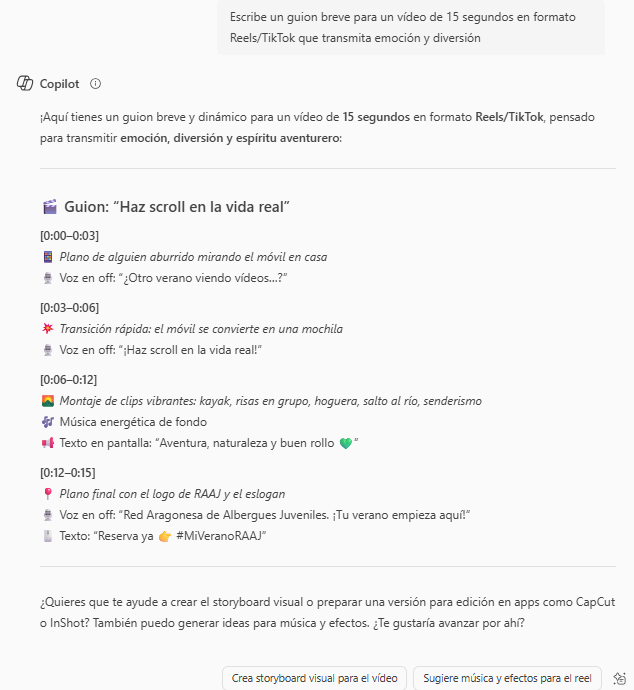 Escribe un guion breve para un vídeo de 15 segundos en formato
Reels/TikTok que transmita emoción y diversión
Copilot
¡Aquí tienes un guion breve y dinámico para un vídeo de 15 segundos en formato Reels/TikTok, pensado
para transmitir emoción, diversión y espíritu aventurero:
Guion: “Haz scroll en la vida real”
[0:00–0:03]
Plano de alguien aburrido mirando el móvil en casa
Voz en off: “¿Otro verano viendo vídeos…?”
[0:03–0:06]
Transición rápida: el móvil se convierte en una mochila
Voz en off: “¡Haz scroll en la vida real!”
[0:06–0:12]
Montaje de clips vibrantes: kayak, risas en grupo, hoguera, salto al río, senderismo
Música energética de fondo
Texto en pantalla: “Aventura, naturaleza y buen rollo 💚”
[0:12–0:15]
Plano final con el logo de RAAJ y el eslogan
Voz en off: “Red Aragonesa de Albergues Juveniles. ¡Tu verano empieza aquí!”
Texto: “Reserva ya 👉 #MiVeranoRAAJ”
¿Quieres que te ayude a crear el storyboard visual o preparar una versión para edición en apps como CapCut
o InShot? También puedo generar ideas para música y efectos. ¿Te gustaría avanzar por ahí?
Crea storyboard visual para el vídeo
Sugiere música y efectos para el reel